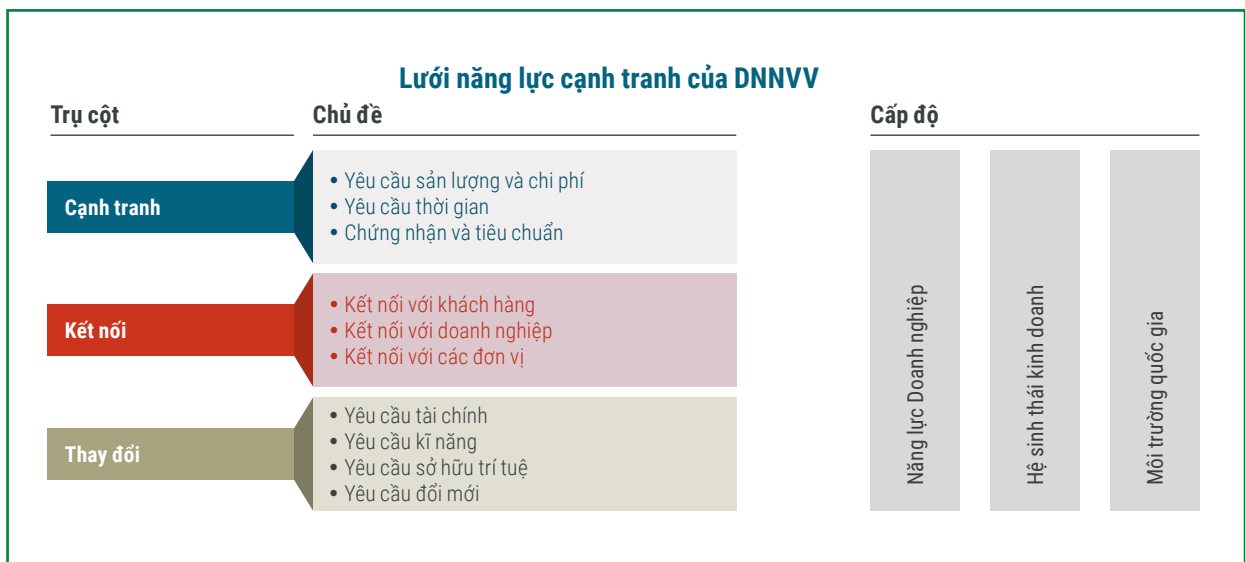 Lưới năng lực cạnh tranh của DNNVV
Trụ cột
Chủ đề
Cấp độ
Cạnh tranh
• Yêu cầu sản lượng và chi phí
• Yêu cầu thời gian
• Chứng nhận và tiêu chuẩn
Kết nối
• Kết nối với khách hàng
• Kết nối với doanh nghiệp
• Kết nối với các đơn vị
Thay đổi
• Yêu cầu tài chính
• Yêu cầu kĩ năng
• Yêu cầu sở hữu trí tuệ
• Yêu cầu đổi mới
Năng lực Doanh nghiệp
Hệ sinh thái kinh doanh
Môi trường quốc gia